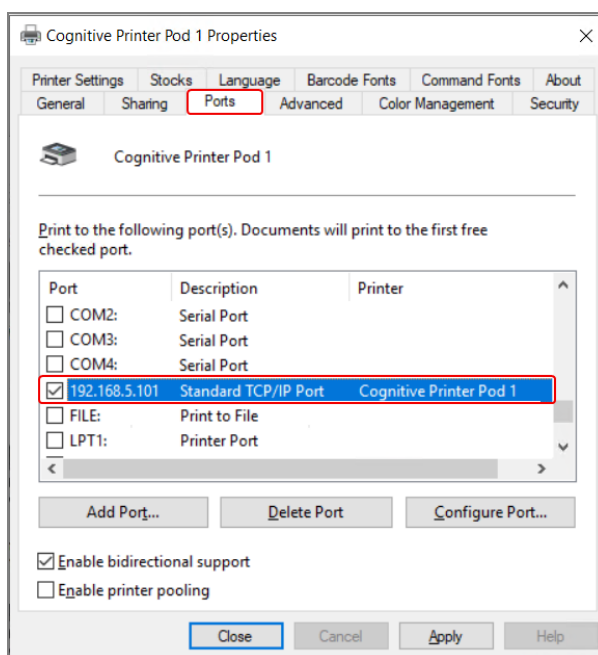 Cognitive Printer Pod 1 Properties
Printer Settings Stocks Language Barcode Fonts Command Fonts About
General Sharing Ports Advanced Color Management Security
Cognitive Printer Pod 1
Print to the following port(s). Documents will print to the first free
checked port.
Port Description Printer
COM2: Serial Port
COM3: Serial Port
COM4: Serial Port
192.168.5.101 Standard TCP/IP Port Cognitive Printer Pod 1
FILE: Print to File
LPT1: Printer Port
Add Port... Delete Port Configure Port...
Enable bidirectional support
Enable printer pooling
Close Cancel Apply Help